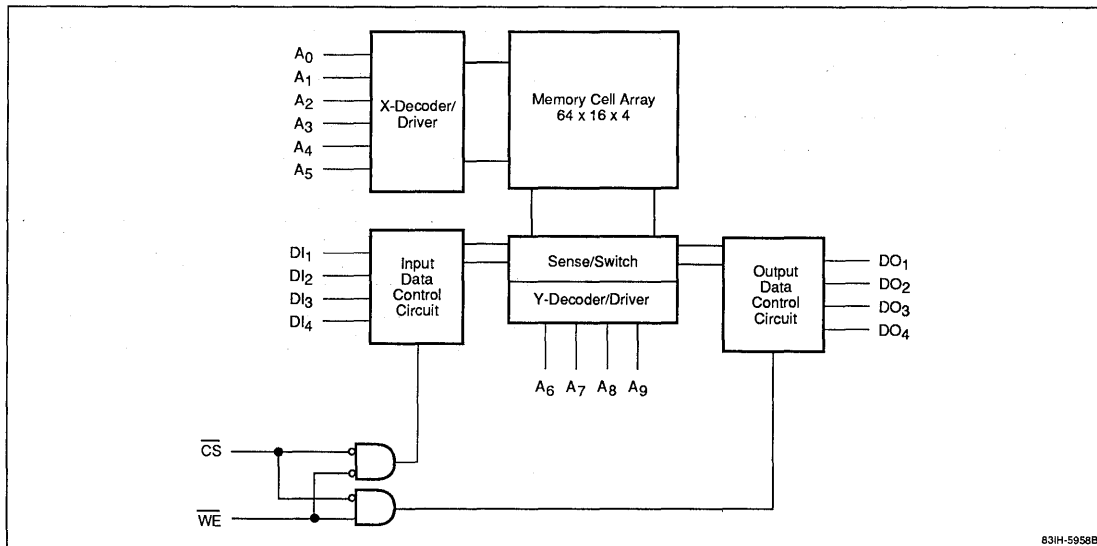 A0
A1
A2
A3
A4
A5
X-Decoder/
Driver
Memory Cell Array
64 x 16 x 4
DI1
DI2
DI3
DI4
Input
Data
Control
Circuit
Sense/Switch
Y-Decoder/Driver
Output
Data
Control
Circuit
DO1
DO2
DO3
DO4
A6 A7 A8 A9
CS
WE
83IH-5958B